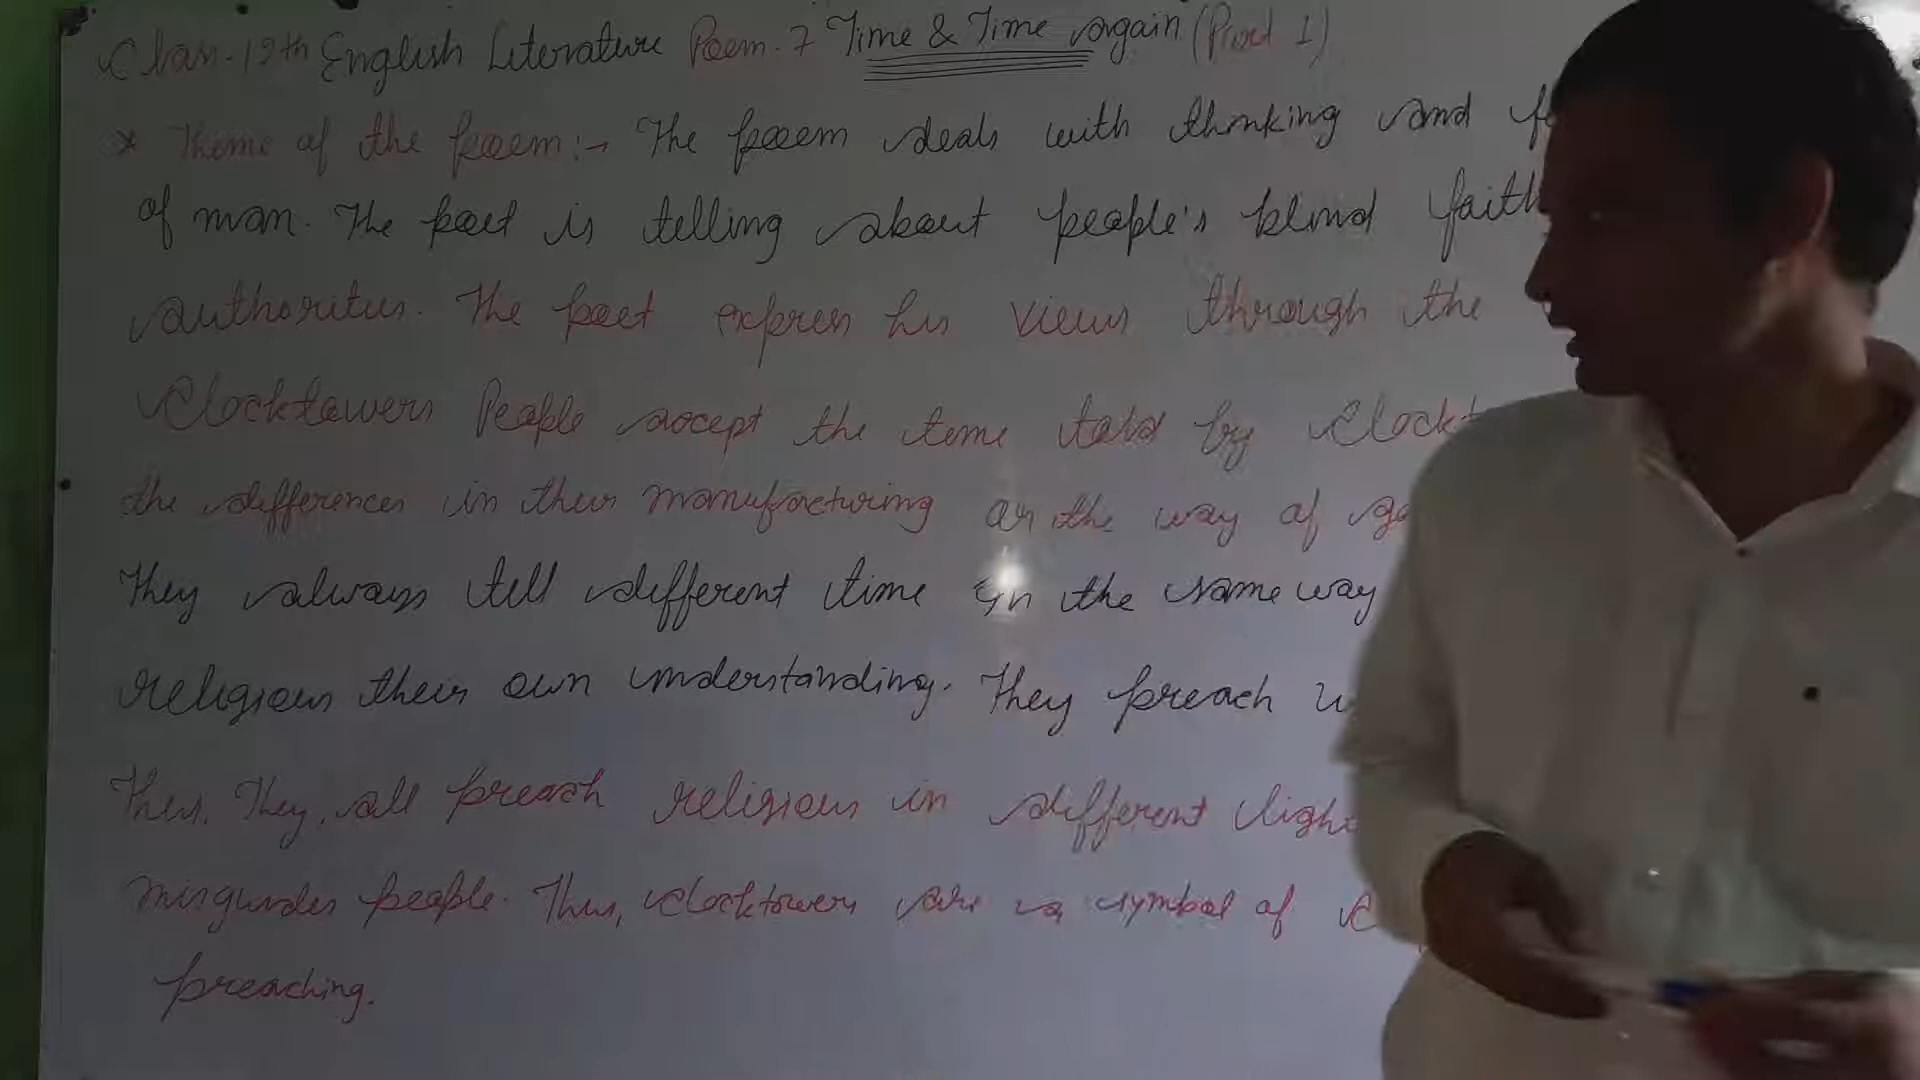 Class-12th English Literature Poem.7 Time & Time again (Part 1)
* Theme of the poem:→ The poem deals with thinking and
of man. The poet is telling about people's blind faith
authorities. The poet express his views through the
Clocktowers People accept the time told by Clockt
the differences in their manufacturing or the way of
They always tell different time In the same way
religious their own understanding. They preach
They all preach religious in different light
misguides people. Thus, Clocktowers are a symbol of
preaching.